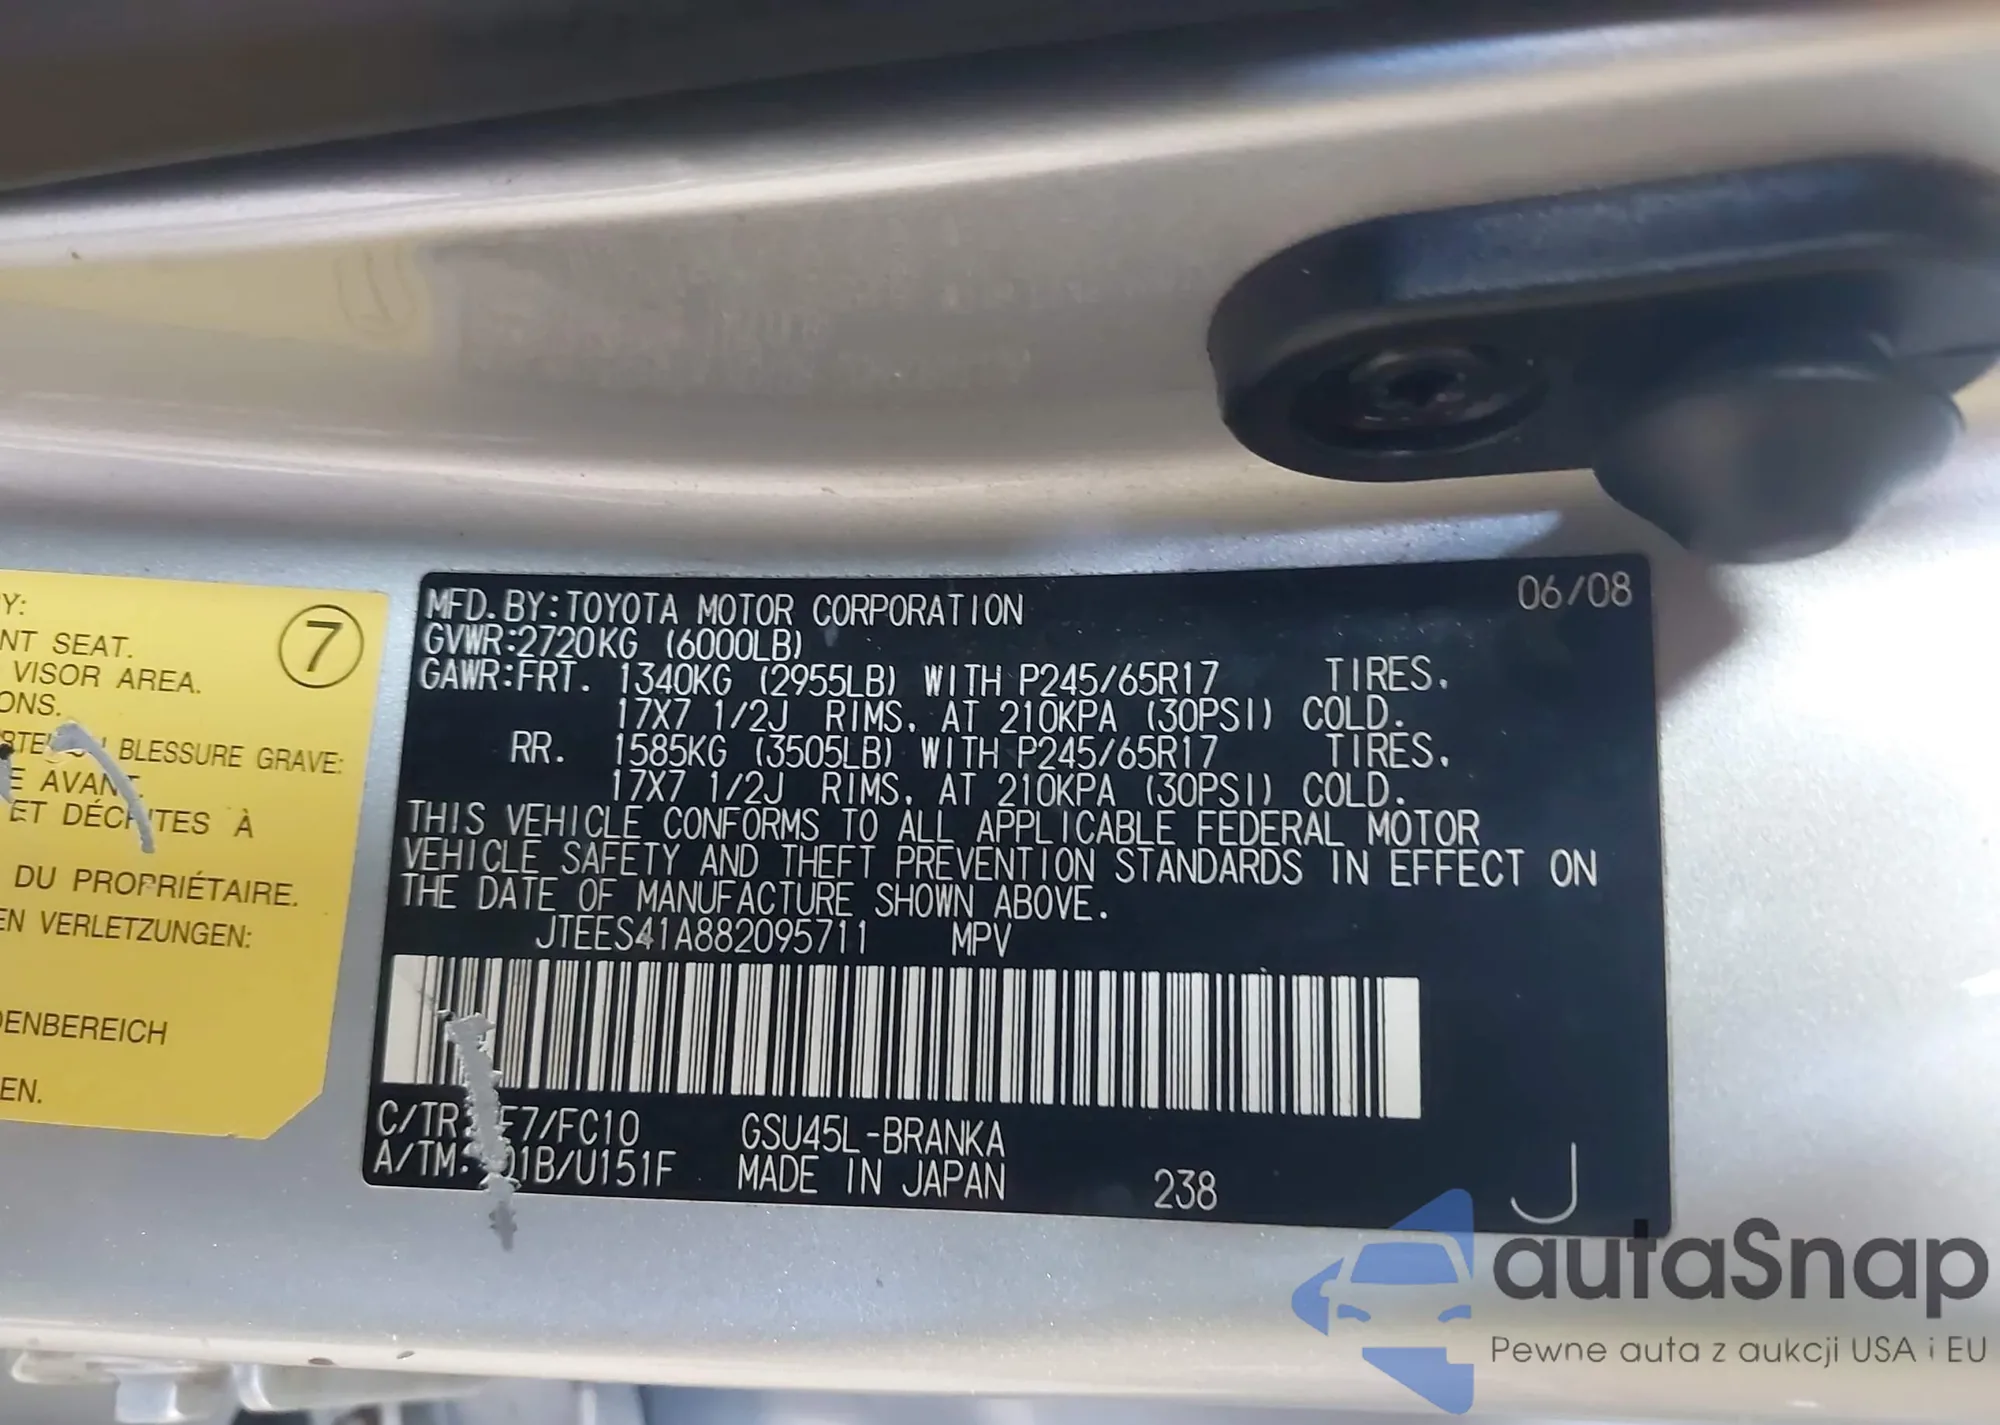 Y:
NT SEAT.
VISOR AREA.
ONS.
7
BLESSURE GRAVE:
E AVANT.
ET DÉCRITES À
DU PROPRIÉTAIRE.
EN VERLETZUNGEN:
DENBEREICH
EN.
06/08
MFD.BY:TOYOTA MOTOR CORPORATION
GVWR:2720KG (6000LB)
GAWR:FRT. 1340KG (2955LB) WITH P245/65R17 TIRES.
17X7 1/2J RIMS, AT 210KPA (30PSI) COLD.
RR. 1585KG (3505LB) WITH P245/65R17 TIRES.
17X7 1/2J RIMS, AT 210KPA (30PSI) COLD.
THIS VEHICLE CONFORMS TO ALL APPLICABLE FEDERAL MOTOR
VEHICLE SAFETY AND THEFT PREVENTION STANDARDS IN EFFECT ON
THE DATE OF MANUFACTURE SHOWN ABOVE.
JTEES41A882095711 MPV
C/TR: F7/FC10 GSU45L-BRANKA
A/TM: 01B/U151F MADE IN JAPAN 238 J
autaSnap
Pewne auta z aukcji USA i EU